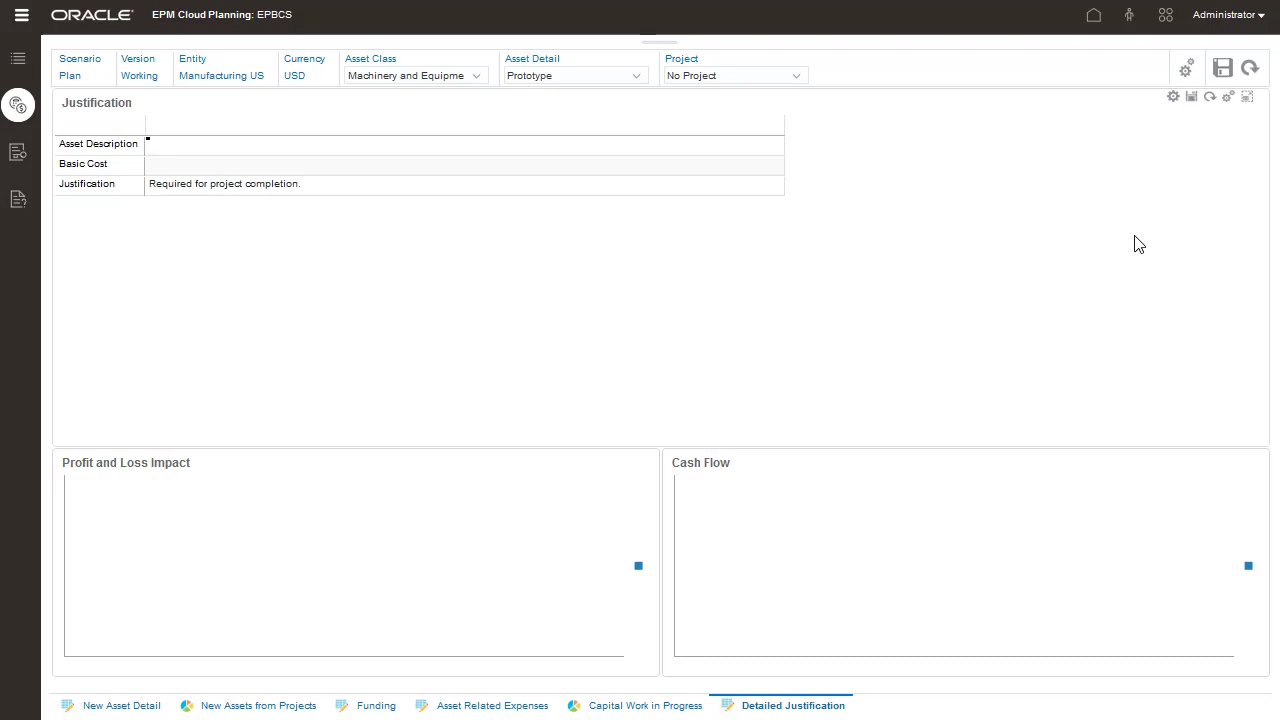 ORACLE EPM Cloud Planning: EPBCS Administrator
Scenario Version Entity Currency Asset Class Asset Detail Project
Plan Working Manufacturing US USD Machinery and Equipme Prototype No Project
Justification
Asset Description
Basic Cost
Justification Required for project completion.
Profit and Loss Impact Cash Flow
New Asset Detail New Assets from Projects Funding Asset Related Expenses Capital Work in Progress Detailed Justification